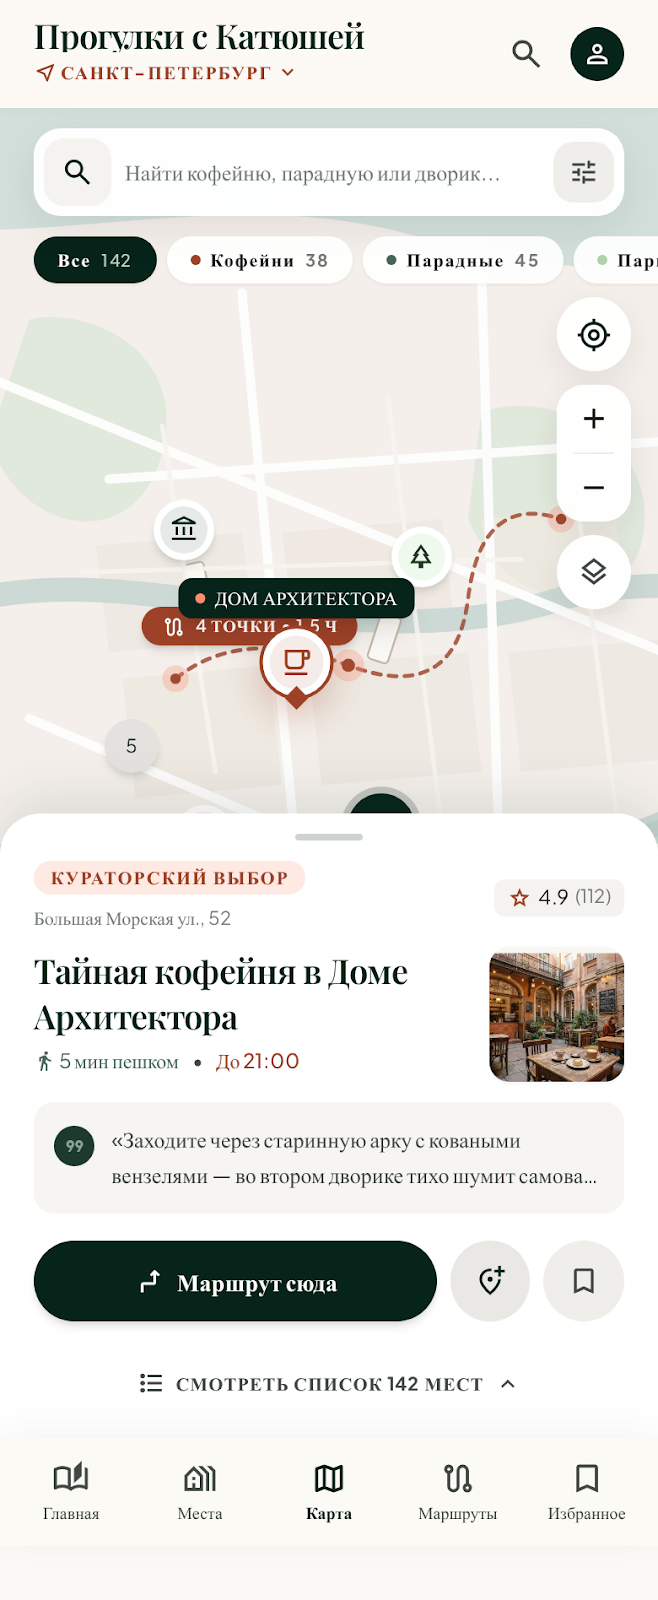 Прогулки с Катюшей
САНКТ-ПЕТЕРБУРГ
Найти кофейню, парадную или дворик...
Все 142
Кофейни 38
Парадные 45
Пар
ДОМ АРХИТЕКТОРА
4 ТОЧКИ • 1.5 Ч
5
КУРАТОРСКИЙ ВЫБОР
4.9 (112)
Большая Морская ул., 52
Тайная кофейня в Доме
Архитектора
5 мин пешком • До 21:00
«Заходите через старинную арку с коваными
вензелями — во втором дворике тихо шумит самова...
Маршрут сюда
СМОТРЕТЬ СПИСОК 142 МЕСТ
Главная
Места
Карта
Маршруты
Избранное